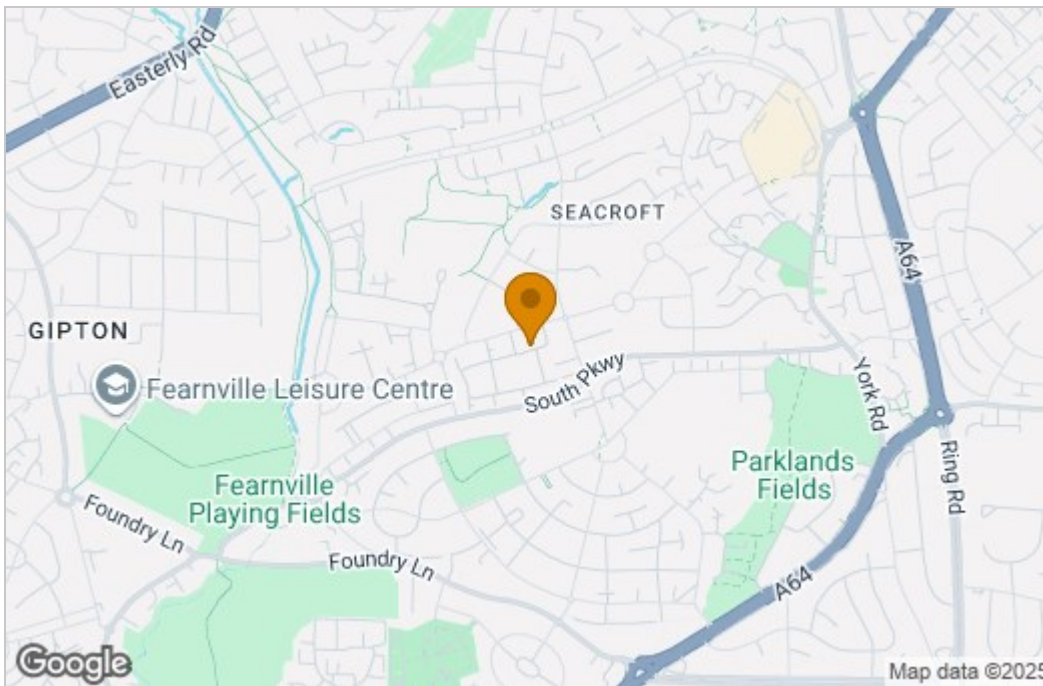 Easterly Rd
SEACROFT
A64
GIPTON
Fearnville Leisure Centre
South Pkwy
York Rd
Ring Rd
Fearnville
Playing Fields
Parklands
Fields
Foundry Ln
Foundry Ln
A64
Google
Map data ©2025